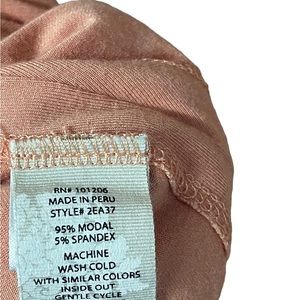 RN# 101206
MADE IN PERU
STYLE# 2EA37
95% MODAL
5% SPANDEX
MACHINE
WASH COLD
WITH SIMILAR COLORS
INSIDE OUT
GENTLE CYCLE